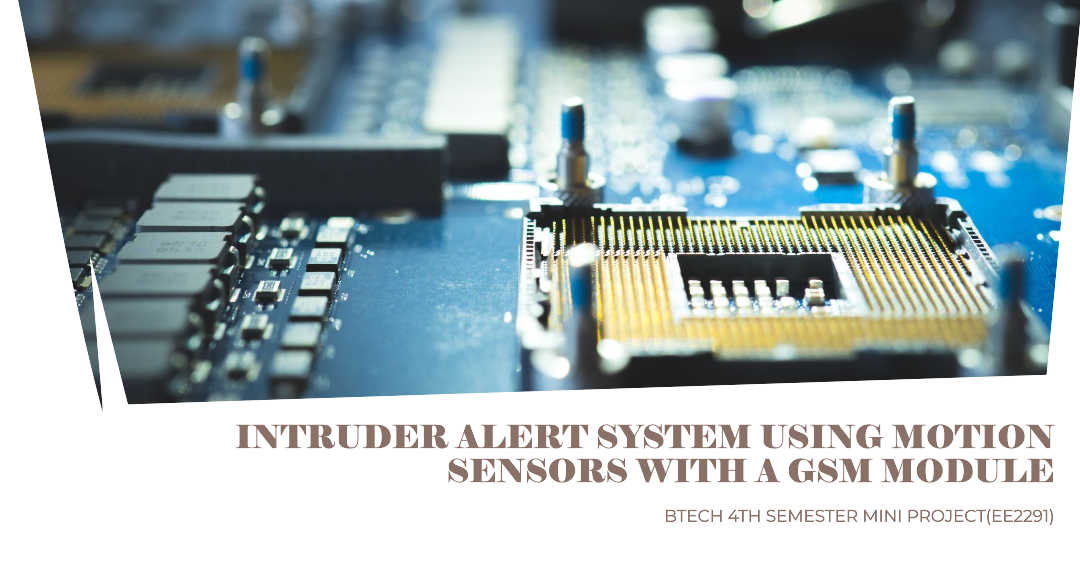 INTRUDER ALERT SYSTEM USING MOTION
SENSORS WITH A GSM MODULE
BTECH 4TH SEMESTER MINI PROJECT(EE2291)